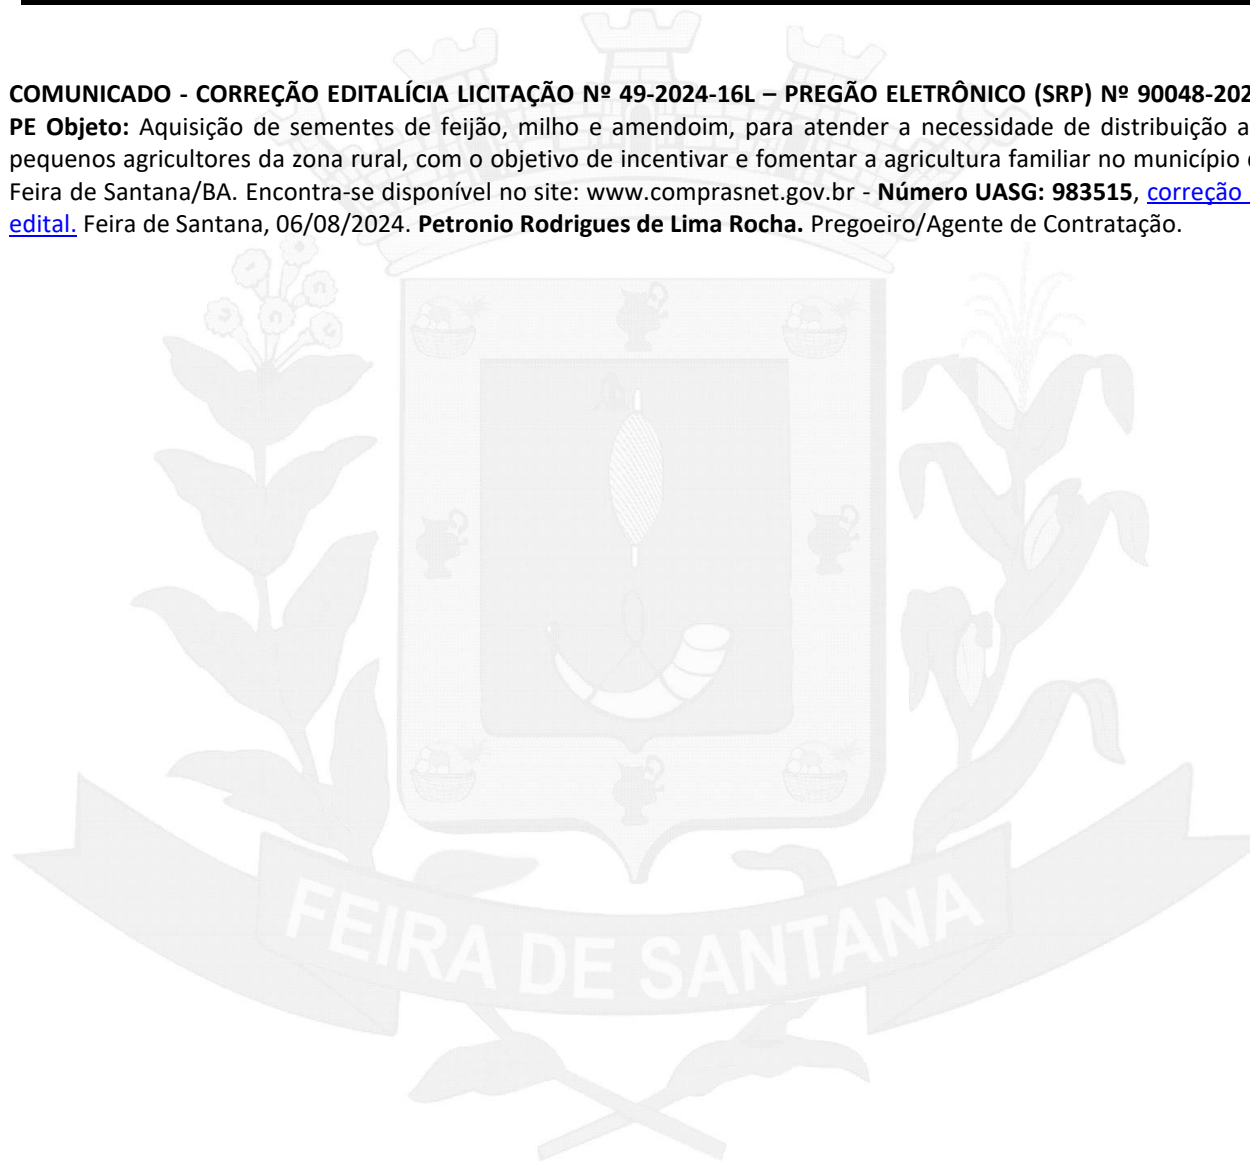 COMUNICADO - CORREÇÃO EDITALÍCIA LICITAÇÃO Nº 49-2024-16L – PREGÃO ELETRÔNICO (SRP) Nº 90048-202
PE Objeto: Aquisição de sementes de feijão, milho e amendoim, para atender a necessidade de distribuição a
pequenos agricultores da zona rural, com o objetivo de incentivar e fomentar a agricultura familiar no município
Feira de Santana/BA. Encontra-se disponível no site: www.comprasnet.gov.br - Número UASG: 983515, correção
edital. Feira de Santana, 06/08/2024. Petronio Rodrigues de Lima Rocha. Pregoeiro/Agente de Contratação.
FEIRA DE SANTANA